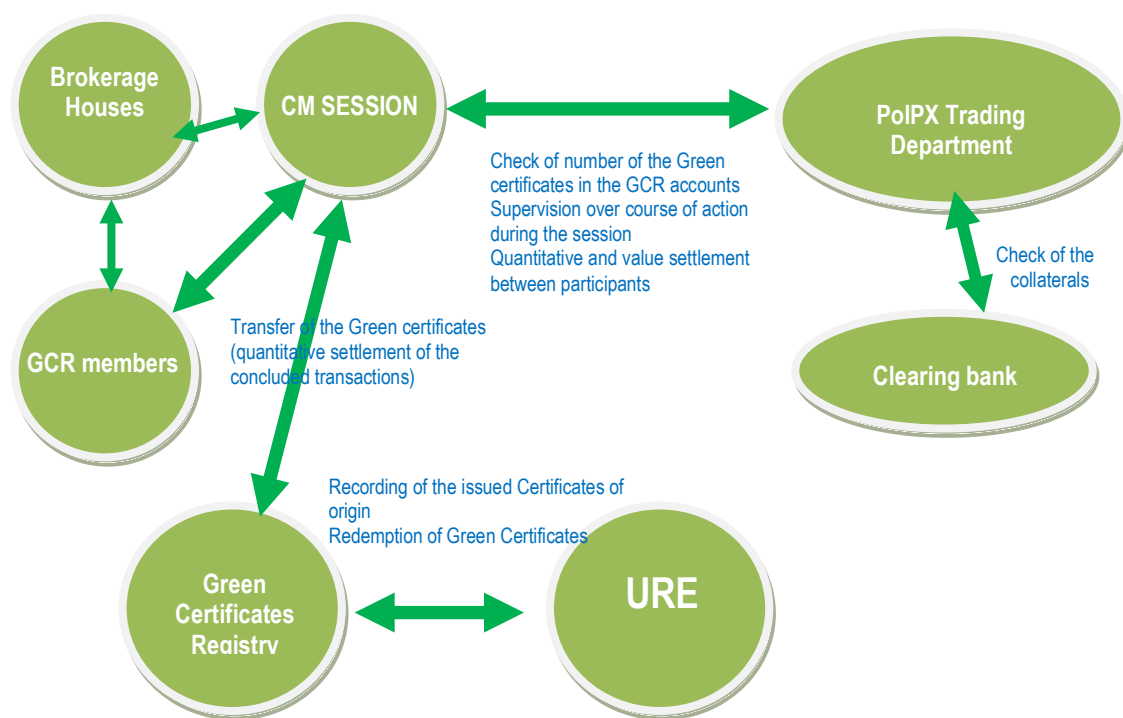 Brokerage
Houses
CM SESSION
PolPX Trading
Department
Check of number of the Green
certificates in the GCR accounts
Supervision over course of action
during the session
Quantitative and value settlement
between participants
Check of the
collaterals
GCR members
Transfer of the Green certificates
(quantitative settlement of the
concluded transactions)
Clearing bank
Recording of the issued Certificates of
origin
Redemption of Green Certificates
Green
Certificates
Registry
URE